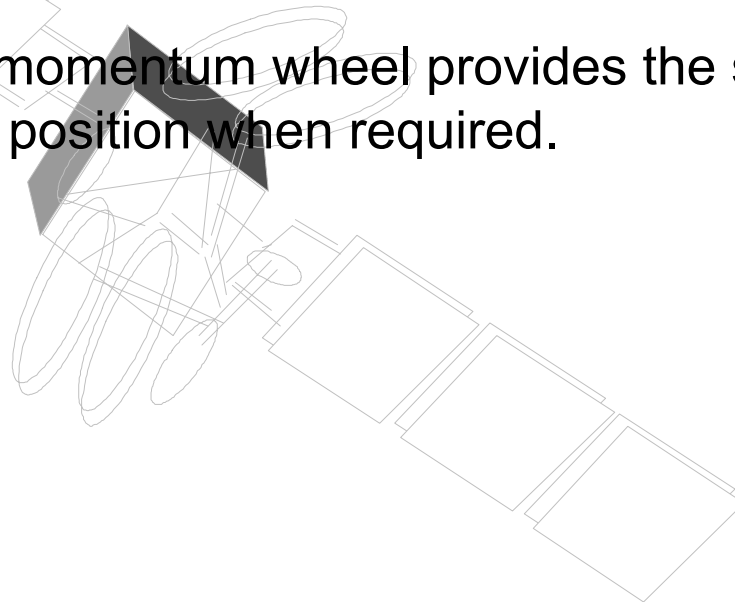 momentum wheel provides the s
position when required.